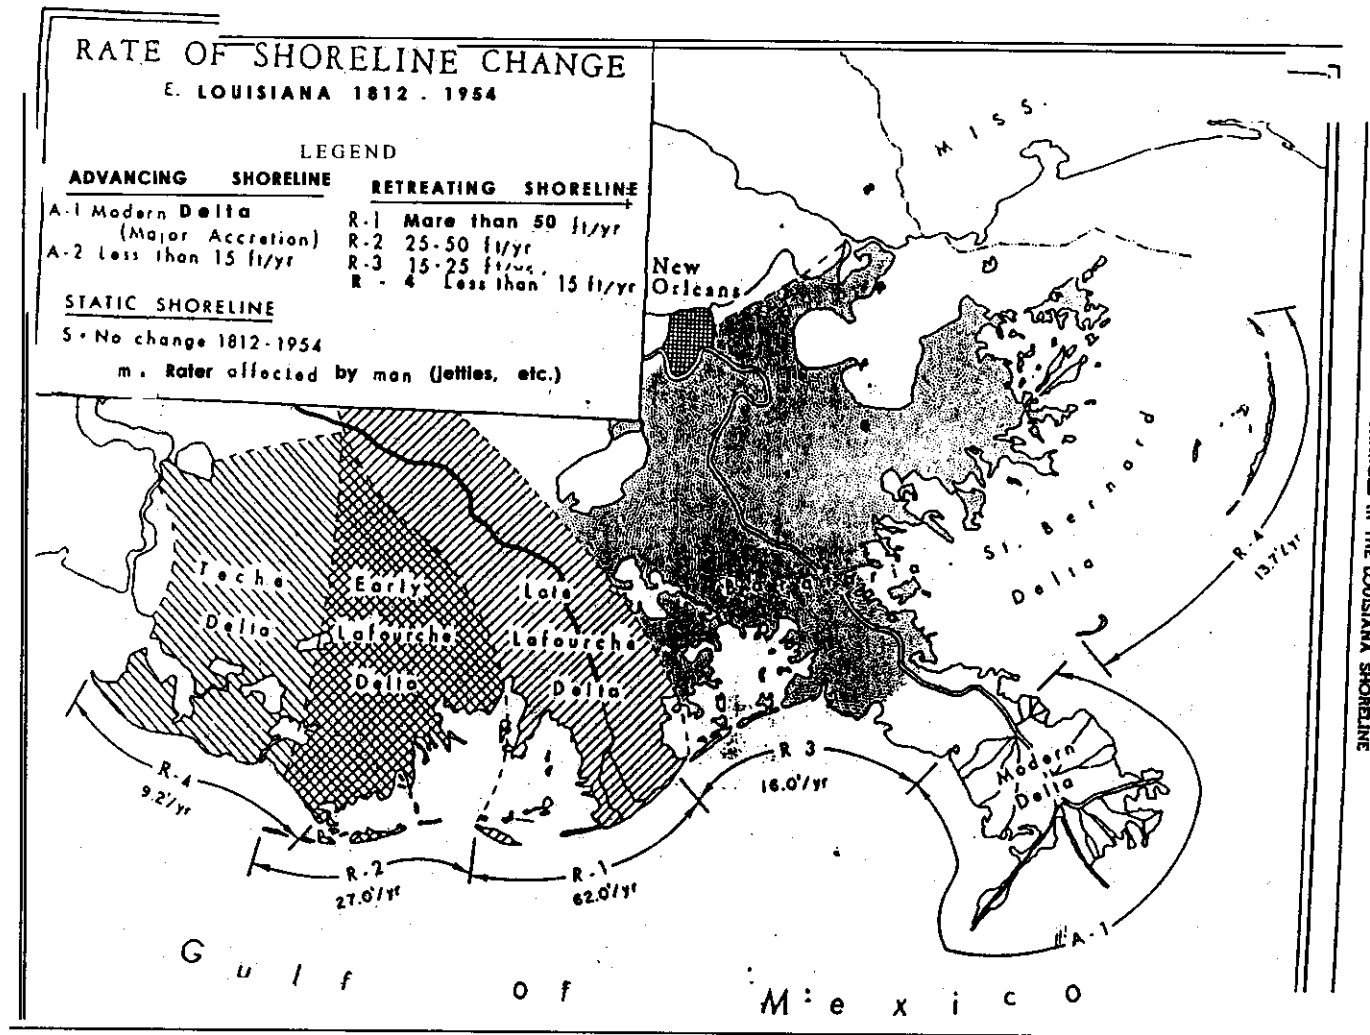 RATE OF SHORELINE CHANGE
E. LOUISIANA 1812 - 1954
LEGEND
ADVANCING SHORELINE
A-1 Modern Delta
(Major Accretion)
A-2 Less than 15 ft/yr
RETREATING SHORELINE
R-1 More than 50 ft/yr
R-2 25-50 ft/yr
R-3 15-25 ft/yr.
R - 4 Less than 15 ft/yr
STATIC SHORELINE
S - No change 1812-1954
m. Rater affected by man (jetties, etc.)
MISS.
New
Orleans
St. Bernard
Delta
Teche
Delta
Early
Lafourche
Delta
Late
Lafourche
Delta
Modern
Delta
R-4
13.7'/yr
R-4
9.2'/yr
R-2
27.0'/yr
R-1
62.0'/yr
R 3
16.0'/yr
A-1
Gulf of Mexico
IN THE LOUSIANA SHORELINE